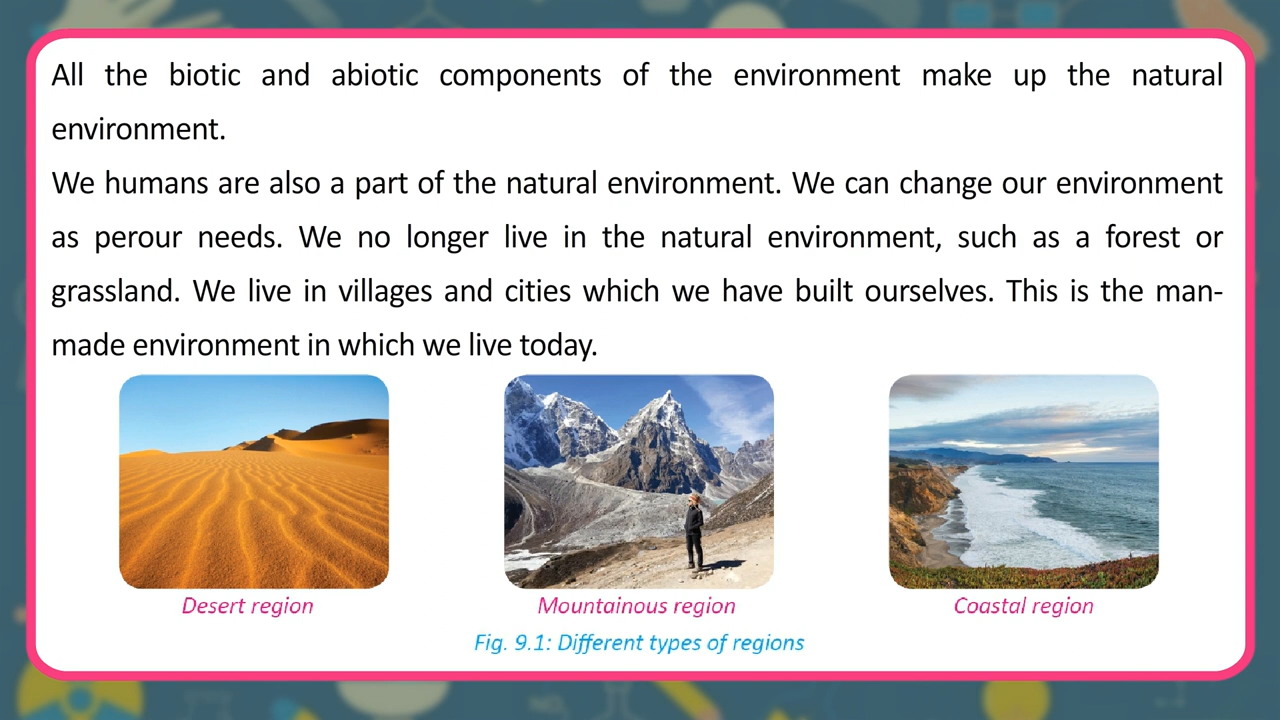 All the biotic and abiotic components of the environment make up the natural
environment.
We humans are also a part of the natural environment. We can change our environment
as perour needs. We no longer live in the natural environment, such as a forest or
grassland. We live in villages and cities which we have built ourselves. This is the man-
made environment in which we live today.
Desert region
Mountainous region
Coastal region
Fig. 9.1: Different types of regions